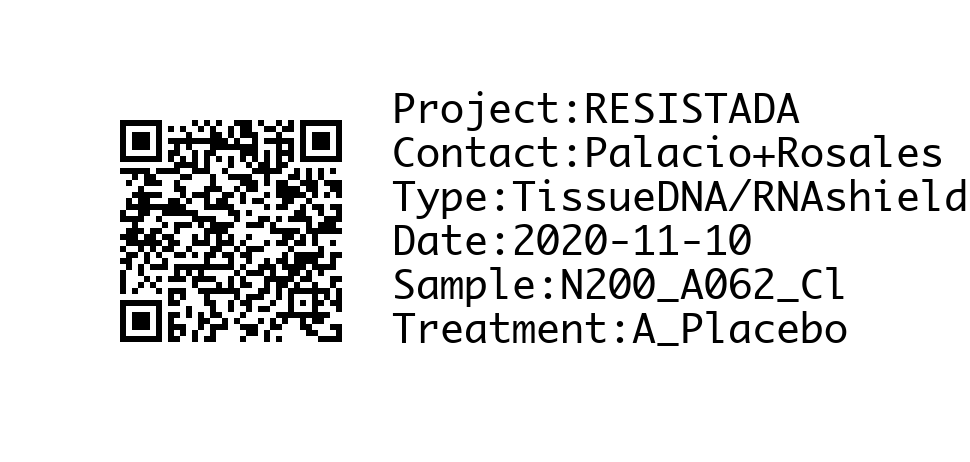 Project:RESISTADA
Contact:Palacio+Rosales
Type:TissueDNA/RNAshield
Date:2020-11-10
Sample:N200_A062_Cl
Treatment:A_Placebo